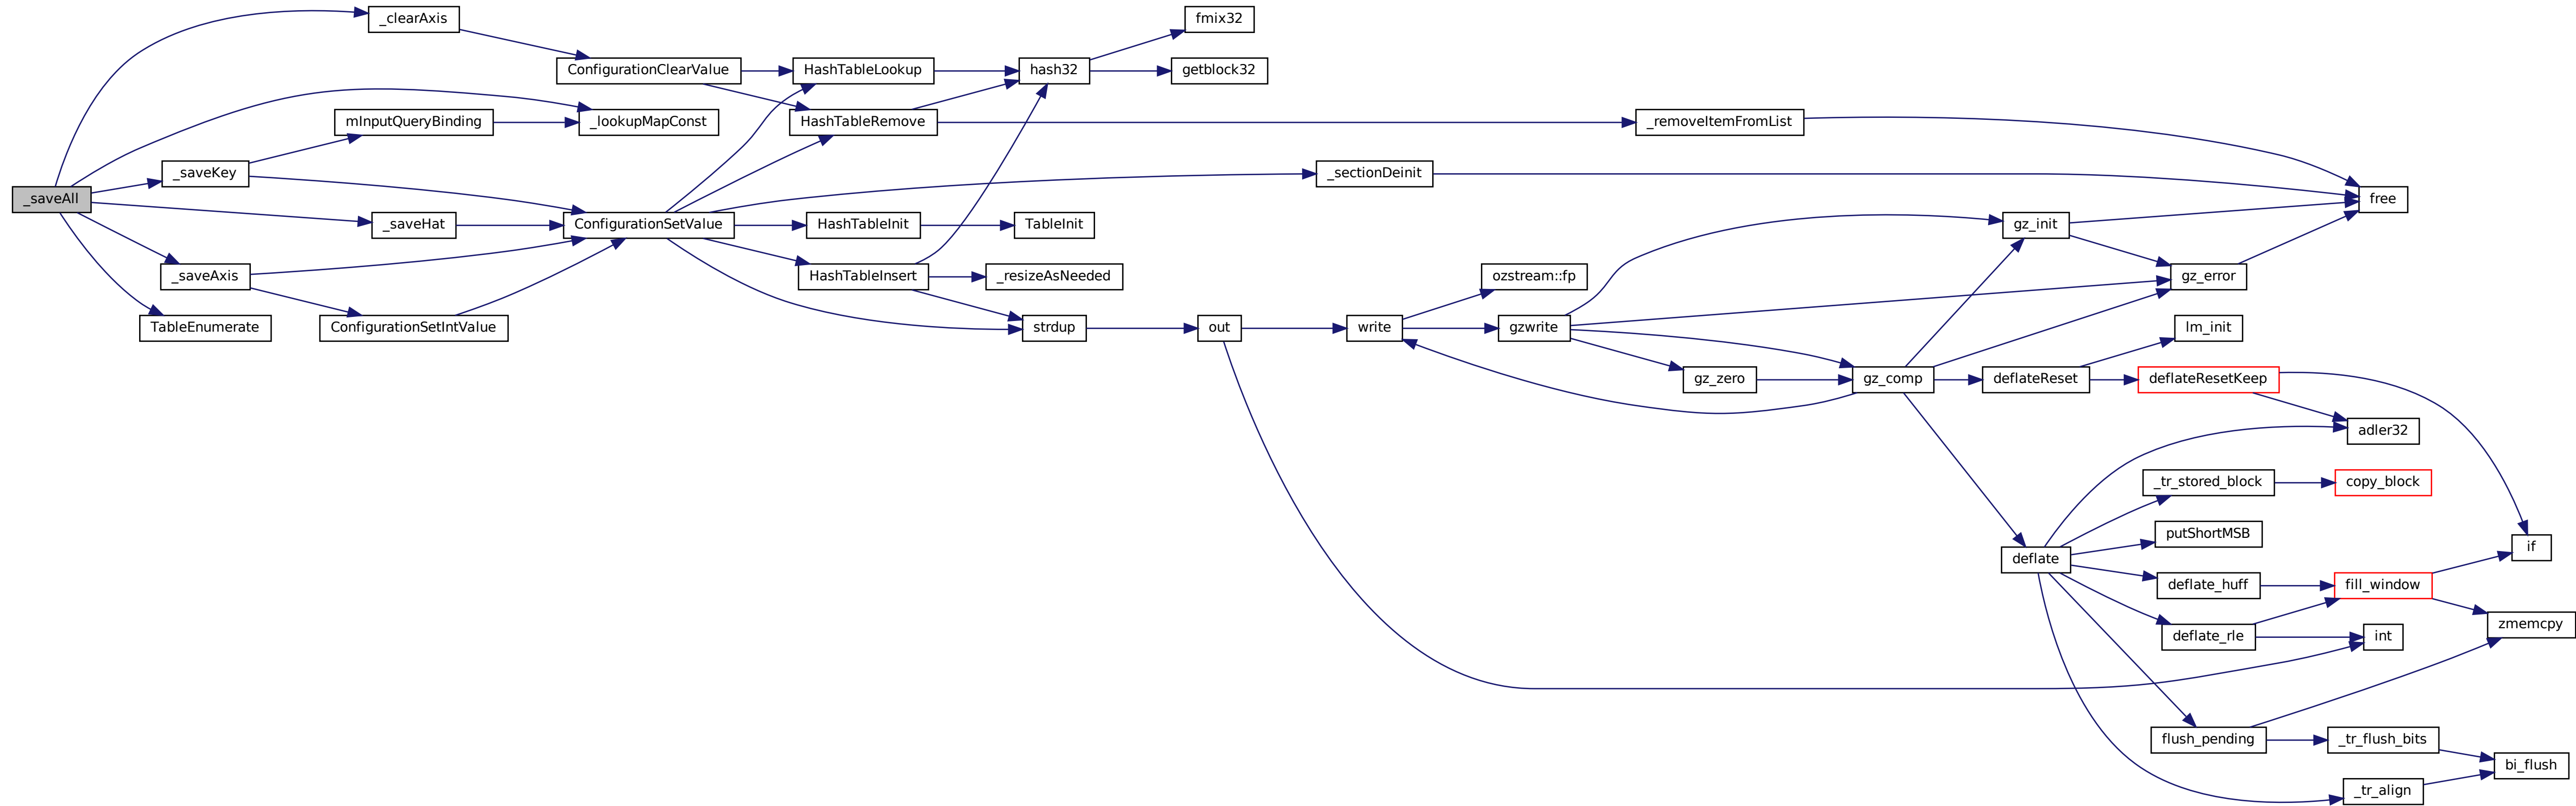 _saveAll
_clearAxis
ConfigurationClearValue
HashTableLookup
hash32
fmix32
getblock32
mInputQueryBinding
_lookupMapConst
HashTableRemove
_removeItemFromList
_saveKey
_sectionDeinit
free
_saveHat
ConfigurationSetValue
HashTableInit
TableInit
gz_init
_saveAxis
HashTableInsert
_resizeAsNeeded
ozstream::fp
gz_error
TableEnumerate
ConfigurationSetIntValue
strdup
out
write
gzwrite
lm_init
gz_zero
gz_comp
deflateReset
deflateResetKeep
adler32
_tr_stored_block
copy_block
putShortMSB
if
deflate
deflate_huff
fill_window
zmemcpy
deflate_rle
int
flush_pending
_tr_flush_bits
bi_flush
_tr_align